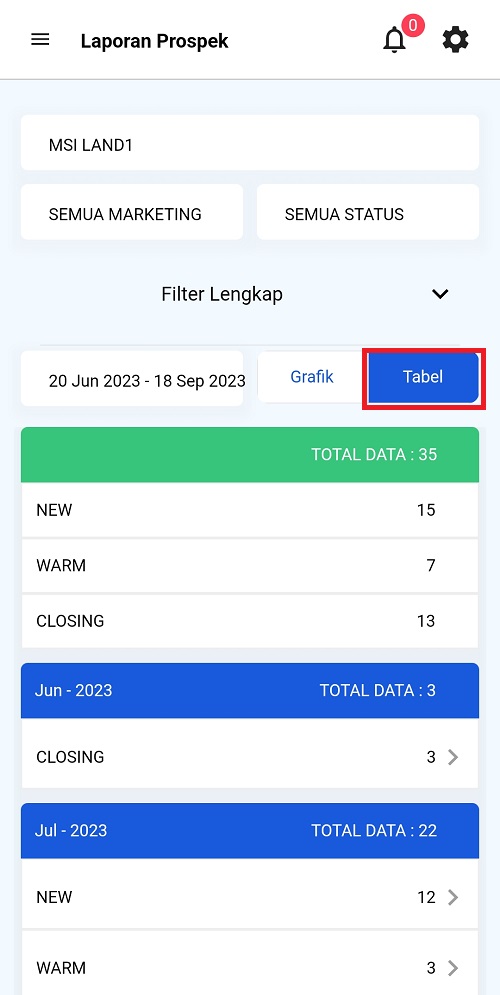 Laporan Prospek
0
MSI LAND1
SEMUA MARKETING
SEMUA STATUS
Filter Lengkap
20 Jun 2023 - 18 Sep 2023
Grafik
Tabel
TOTAL DATA : 35
NEW 15
WARM 7
CLOSING 13
Jun - 2023 TOTAL DATA : 3
CLOSING 3
Jul - 2023 TOTAL DATA : 22
NEW 12
WARM 3